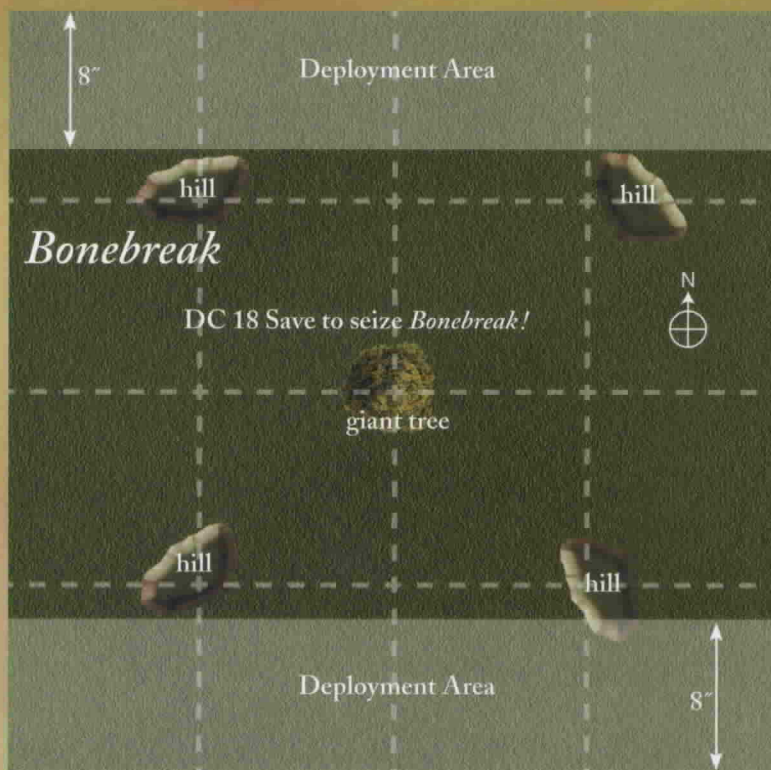 8″
Deployment Area
hill
hill
Bonebreak
N
DC 18 Save to seize Bonebreak!
giant tree
hill
hill
Deployment Area
8″